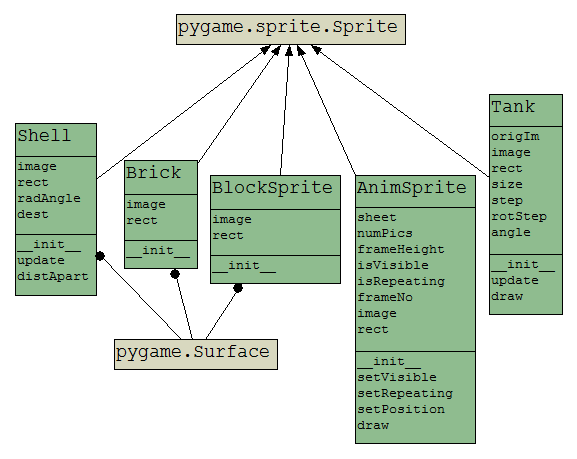 pygame.sprite.Sprite
Shell
image
rect
radAngle
dest
__init__
update
distApart
Brick
image
rect
__init__
BlockSprite
image
rect
__init__
AnimSprite
sheet
numPics
frameHeight
isVisible
isRepeating
frameNo
image
rect
__init__
setVisible
setRepeating
setPosition
draw
Tank
origIm
image
rect
size
step
rotStep
angle
__init__
update
draw
pygame.Surface